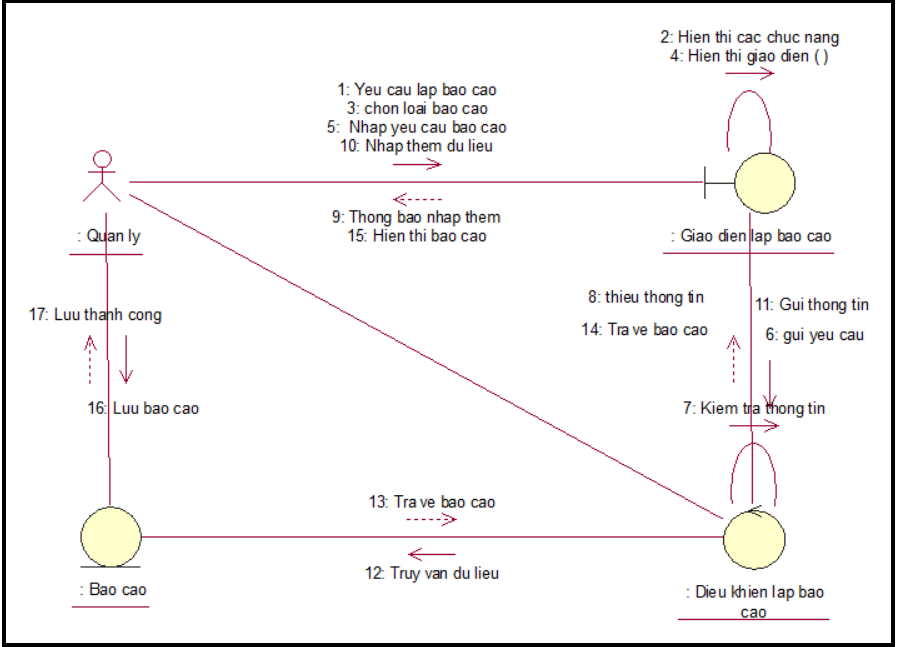 2: Hien thi cac chuc nang
4: Hien thi giao dien ( )
1: Yeu cau lap bao cao
3: chon loai bao cao
5: Nhap yeu cau bao cao
10: Nhap them du lieu
9: Thong bao nhap them
15: Hien thi bao cao
: Quan ly
: Giao dien lap bao cao
8: thieu thong tin
11: Gui thong tin
17: Luu thanh cong
14: Tra ve bao cao
6: gui yeu cau
16: Luu bao cao
7: Kiem tra thong tin
13: Tra ve bao cao
12: Truy van du lieu
: Bao cao
: Dieu khien lap bao
cao